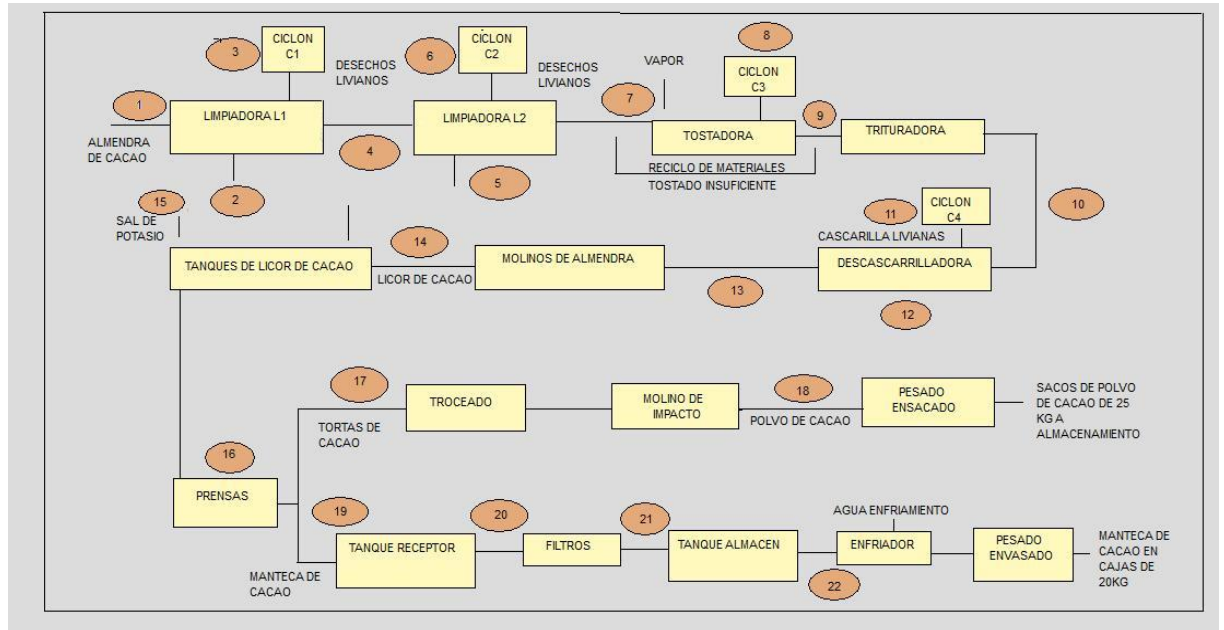 8
3
CICLON
C1
6
CICLON
C2
DESECHOS
LIVIANOS
DESECHOS
LIVIANOS
VAPOR
CICLON
C3
1
7
9
LIMPIADORA L1
LIMPIADORA L2
TOSTADORA
TRITURADORA
ALMENDRA
DE CACAO
4
5
RECICLO DE MATERIALES
TOSTADO INSUFICIENTE
15
2
10
SAL DE
POTASIO
14
11
CICLON
C4
CASCARILLA LIVIANAS
TANQUES DE LICOR DE CACAO
LICOR DE CACAO
MOLINOS DE ALMENDRA
DESCASCARRILLADORA
13
12
17
TROCEADO
MOLINO DE
IMPACTO
18
PESADO
ENSACADO
SACOS DE POLVO
DE CACAO DE 25
KG A
ALMACENAMIENTO
TORTAS DE
CACAO
POLVO DE CACAO
16
PRENSAS
19
20
21
AGUA ENFRIAMIENTO
TANQUE RECEPTOR
FILTROS
TANQUE ALMACEN
ENFRIADOR
PESADO
ENVASADO
MANTECA DE
CACAO EN
CAJAS DE
20KG
MANTECA DE
CACAO
22